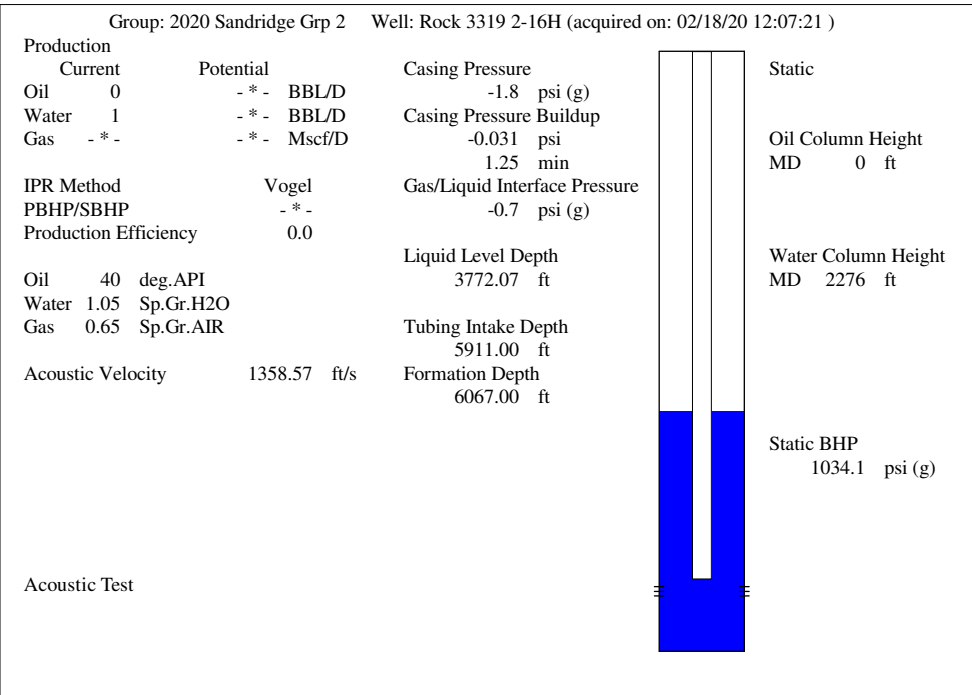 Group: 2020 Sandridge Grp 2 Well: Rock 3319 2-16H (acquired on: 02/18/20 12:07:21 )
Production
Current Potential
Oil 0 - * - BBL/D
Water 1 - * - BBL/D
Gas - * - - * - Mscf/D
IPR Method Vogel
PBHP/SBHP - * -
Production Efficiency 0.0
Oil 40 deg.API
Water 1.05 Sp.Gr.H2O
Gas 0.65 Sp.Gr.AIR
Acoustic Velocity 1358.57 ft/s
Acoustic Test
Casing Pressure
-1.8 psi (g)
Casing Pressure Buildup
-0.031 psi
1.25 min
Gas/Liquid Interface Pressure
-0.7 psi (g)
Liquid Level Depth
3772.07 ft
Tubing Intake Depth
5911.00 ft
Formation Depth
6067.00 ft
Static
Oil Column Height
MD 0 ft
Water Column Height
MD 2276 ft
Static BHP
1034.1 psi (g)